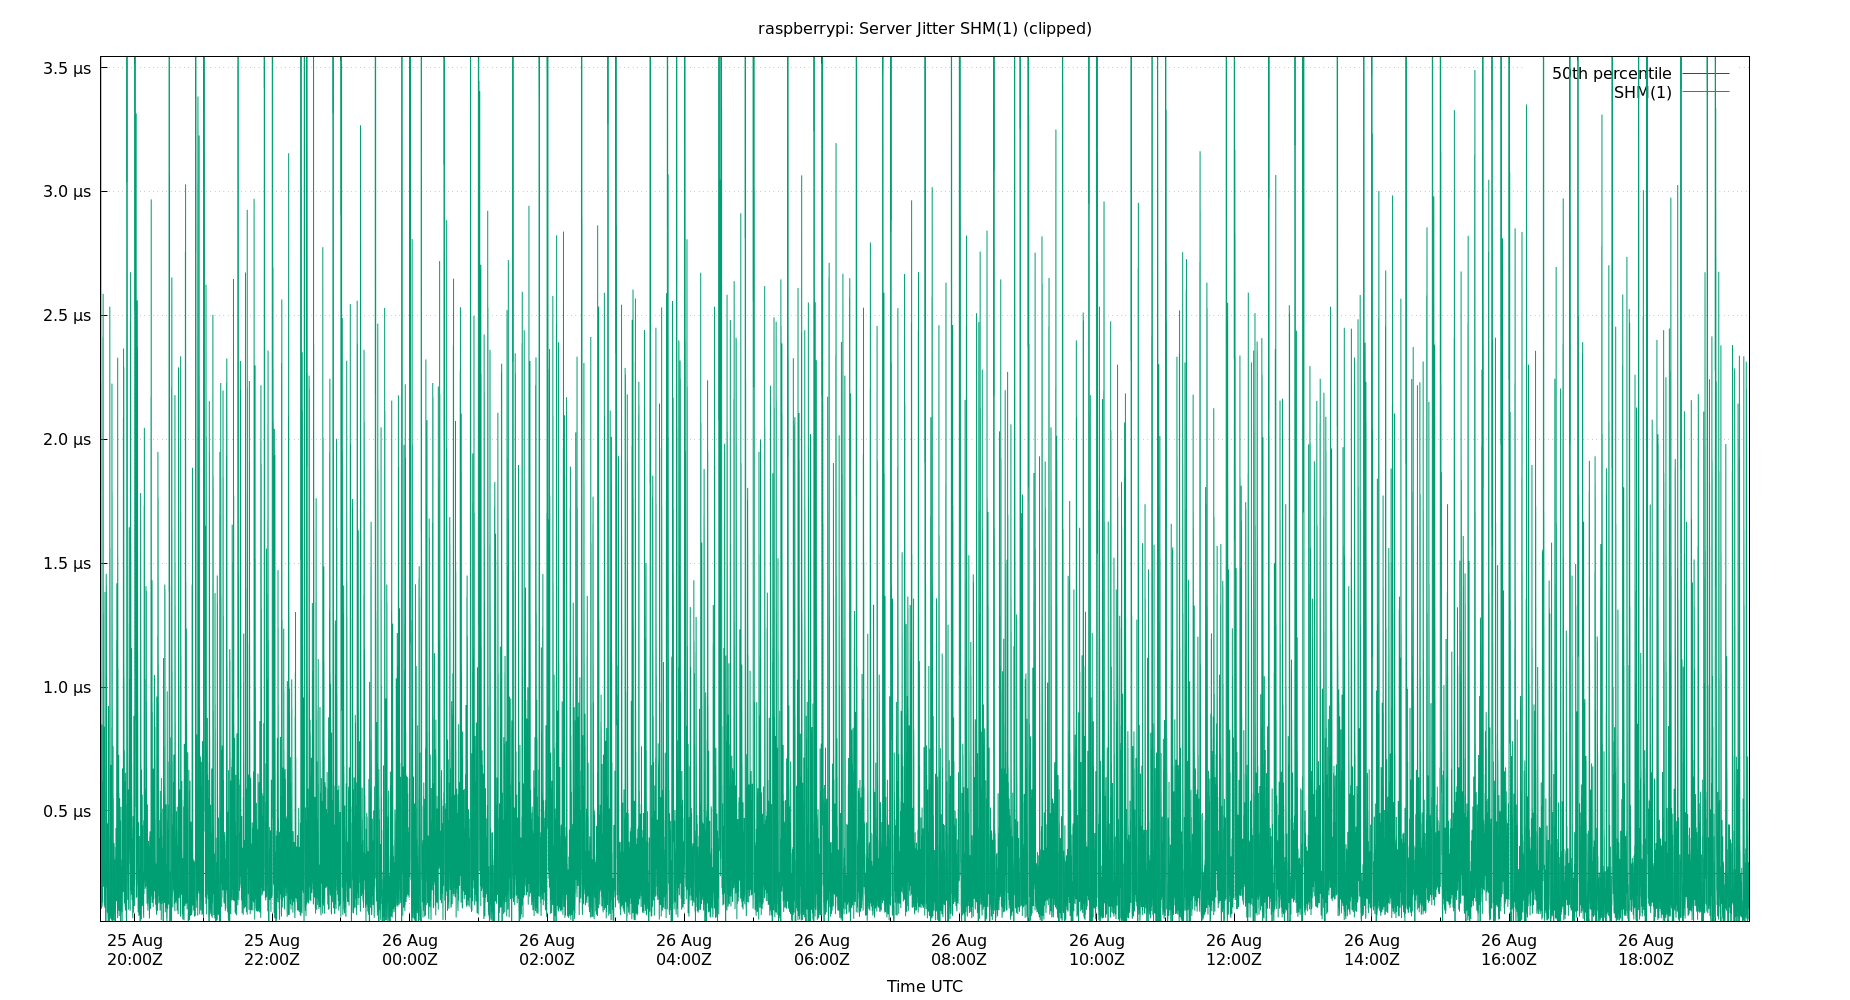 raspberrypi: Server Jitter SHM(1) (clipped)
3.5 µs
3.0 µs
2.5 µs
2.0 µs
1.5 µs
1.0 µs
0.5 µs
50th percentile
SHM(1)
25 Aug 25 Aug 26 Aug 26 Aug 26 Aug 26 Aug 26 Aug 26 Aug 26 Aug 26 Aug 26 Aug 26 Aug
20:00Z 22:00Z 00:00Z 02:00Z 04:00Z 06:00Z 08:00Z 10:00Z 12:00Z 14:00Z 16:00Z 18:00Z
Time UTC